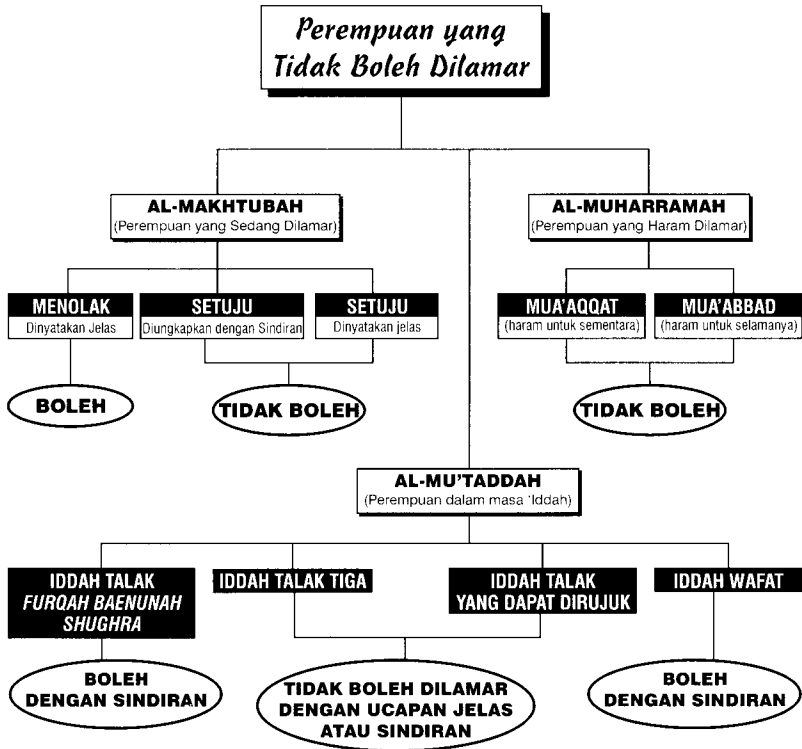 Perempuan yang
Tidak Boleh Dilamar
AL-MAKHTUBAH
(Perempuan yang Sedang Dilamar)
AL-MUHARRAMAH
(Perempuan yang Haram Dilamar)
MENOLAK
Dinyatakan Jelas
SETUJU
Diungkapkan dengan Sindiran
SETUJU
Dinyatakan jelas
MUA'AQQAT
(haram untuk sementara)
MUA'ABBAD
(haram untuk selamanya)
BOLEH
TIDAK BOLEH
TIDAK BOLEH
AL-MU'TADDAH
(Perempuan dalam masa 'Iddah)
IDDAH TALAK
FURQAH BAENUNAH
SHUGHRA
IDDAH TALAK TIGA
IDDAH TALAK
YANG DAPAT DIRUJUK
IDDAH WAFAT
BOLEH
DENGAN SINDIRAN
TIDAK BOLEH DILAMAR
DENGAN UCAPAN JELAS
ATAU SINDIRAN
BOLEH
DENGAN SINDIRAN